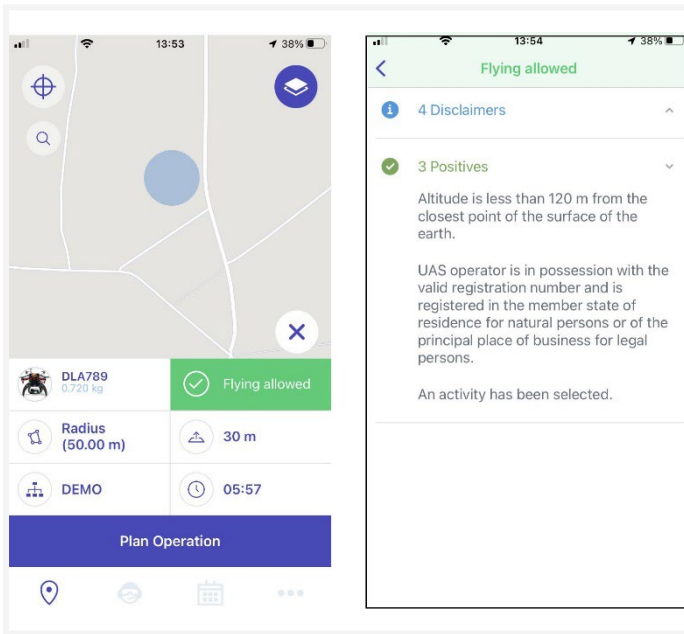 13:53
38%
DLA789
0.720 kg
Flying allowed
Radius
(50.00 m)
30 m
DEMO
05:57
Plan Operation
13:54
38%
Flying allowed
4 Disclaimers
3 Positives
Altitude is less than 120 m from the
closest point of the surface of the
earth.
UAS operator is in possession with the
valid registration number and is
registered in the member state of
residence for natural persons or of the
principal place of business for legal
persons.
An activity has been selected.